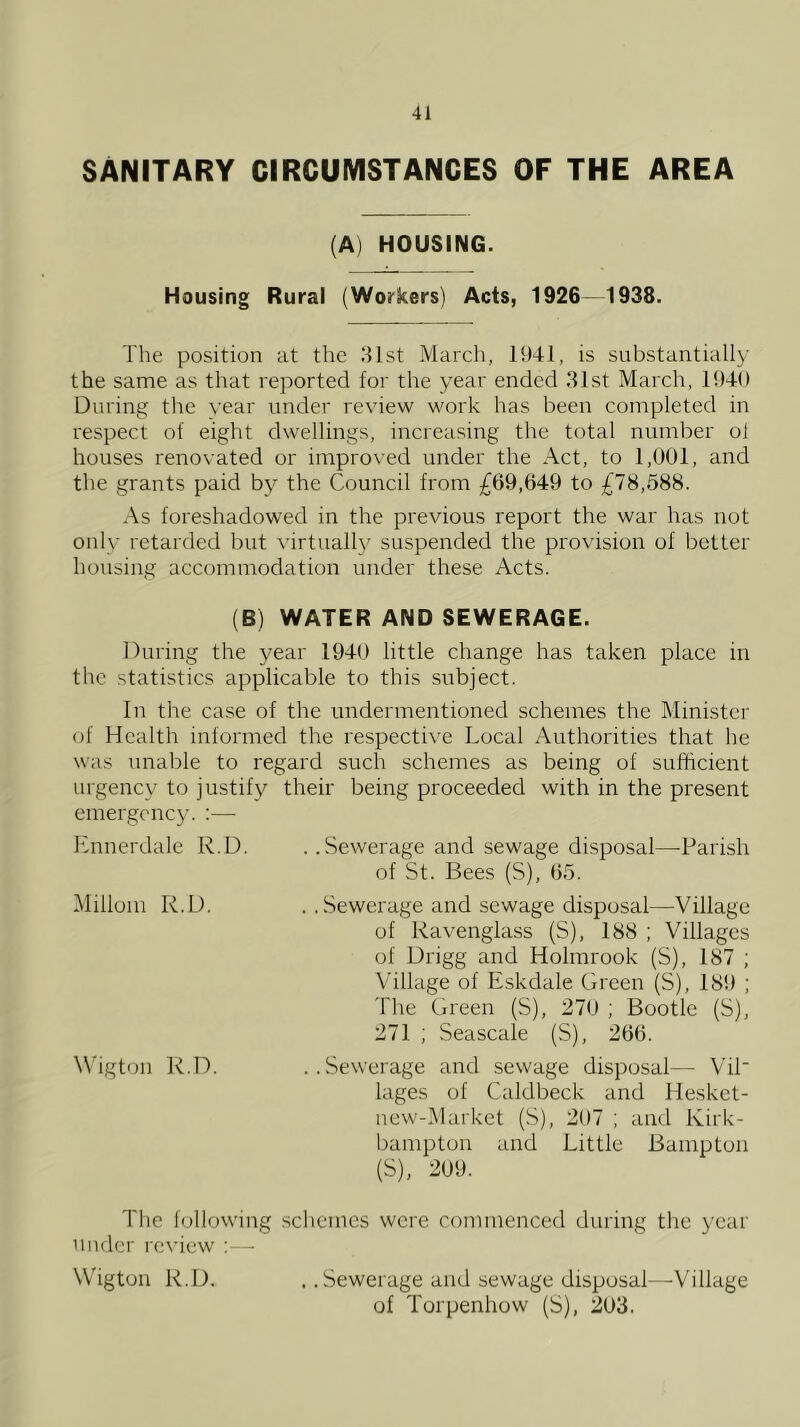 41
SANITARY CIRCUMSTANCES OF THE AREA
(A) HOUSING.
Housing Rural (Workers) Acts, 1926—1938.
The position at the 31st March, 1941, is substantially
the same as that reported for the year ended 31st March, 1940
During the year under review work has been completed in
respect of eight dwellings, increasing the total number of
houses renovated or improved under the Act, to 1,001, and
the grants paid by the Council from £69,649 to £78,588.
As foreshadowed in the previous report the war has not
only retarded but virtually suspended the provision of better
housing accommodation under these Acts.
(B) WATER AND SEWERAGE.
During the year 1940 little change has taken place in
the statistics applicable to this subject.
In the case of the undermentioned schemes the Minister
of Health informed the respective Local Authorities that he
was unable to regard such schemes as being of sufficient
urgency to justify their being proceeded with in the present
emergency. :—
Ennerdale R.D. . . Sewerage and sewage disposal—Parish
of St. Bees (S), 65.
Millom R.D. . . Sewerage and sewage disposal—Village
of Ravenglass (S), 188 ; Villages
of Drigg and Holmrook (S), 187 ;
Village of Eskdale Green (S), 189 ;
The Green (S), 270 ; Bootle (S),
271 ; Seascale (S), 266.
Wigton R.D. . . Sewerage and sewage disposal— Vil-
lages of Caldbeck and Hesket-
new-Market (S), 207 ; and Kirk-
bampton and Little Bampton
(S), 209.
The following schemes were commenced during the year
under review :—
Wigton R.D. . . Sewerage and sewage disposal—Village
of Torpenhow (S), 203.